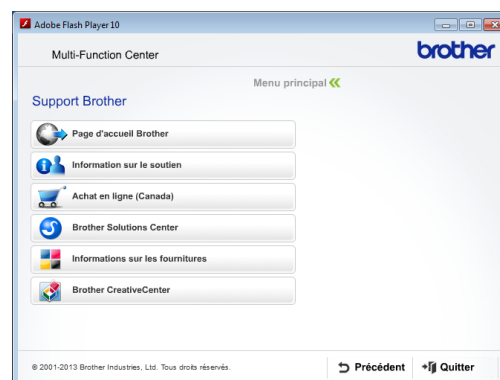 Adobe Flash Player 10
Multi-Function Center
brother
Menu principal
Support Brother
Page d'accueil Brother
Information sur le soutien
Achat en ligne (Canada)
Brother Solutions Center
Informations sur les fournitures
Brother CreativeCenter
© 2001-2013 Brother Industries, Ltd. Tous droits réservés.
Précédent
Quitter